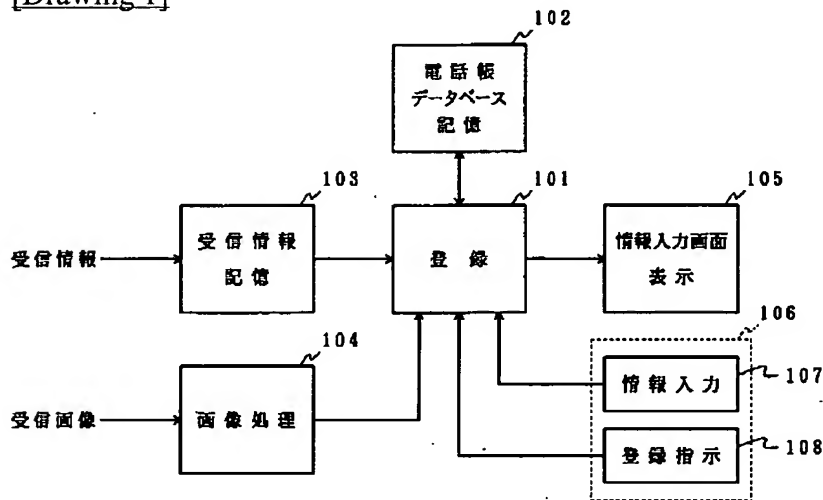 [Drawing 1]
102
電話帳
データベース
記憶
103
101
105
受信情報
受信情報
記憶
登録
情報入力画面
表示
106
104
情報入力
107
受信画像
画像処理
登録指示
108